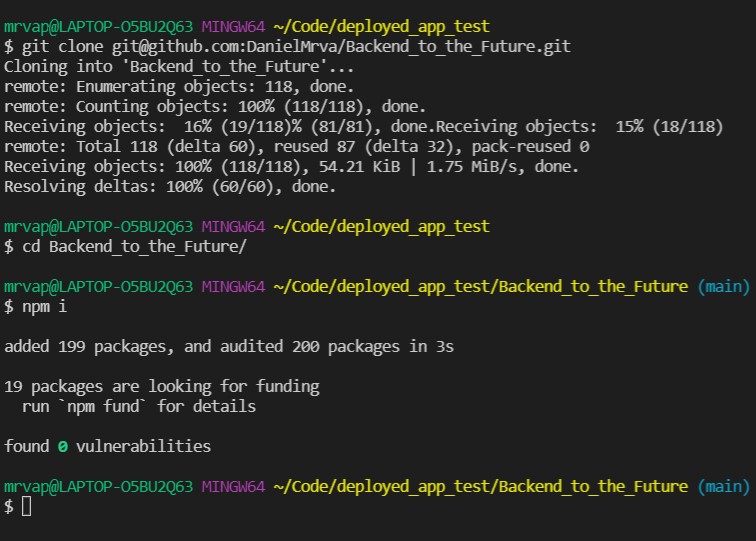 mrvap@LAPTOP-O5BU2Q63 MINGW64 ~/Code/deployed_app_test
$ git clone git@github.com:DanielMrva/Backend_to_the_Future.git
Cloning into 'Backend_to_the_Future'...
remote: Enumerating objects: 118, done.
remote: Counting objects: 100% (118/118), done.
Receiving objects:  16% (19/118)% (81/81), done.Receiving objects:  15% (18/118)
remote: Total 118 (delta 60), reused 87 (delta 32), pack-reused 0
Receiving objects: 100% (118/118), 54.21 KiB | 1.75 MiB/s, done.
Resolving deltas: 100% (60/60), done.
mrvap@LAPTOP-O5BU2Q63 MINGW64 ~/Code/deployed_app_test
$ cd Backend_to_the_Future/
mrvap@LAPTOP-O5BU2Q63 MINGW64 ~/Code/deployed_app_test/Backend_to_the_Future (main)
$ npm i
added 199 packages, and audited 200 packages in 3s
19 packages are looking for funding
  run `npm fund` for details
found 0 vulnerabilities
mrvap@LAPTOP-O5BU2Q63 MINGW64 ~/Code/deployed_app_test/Backend_to_the_Future (main)
$